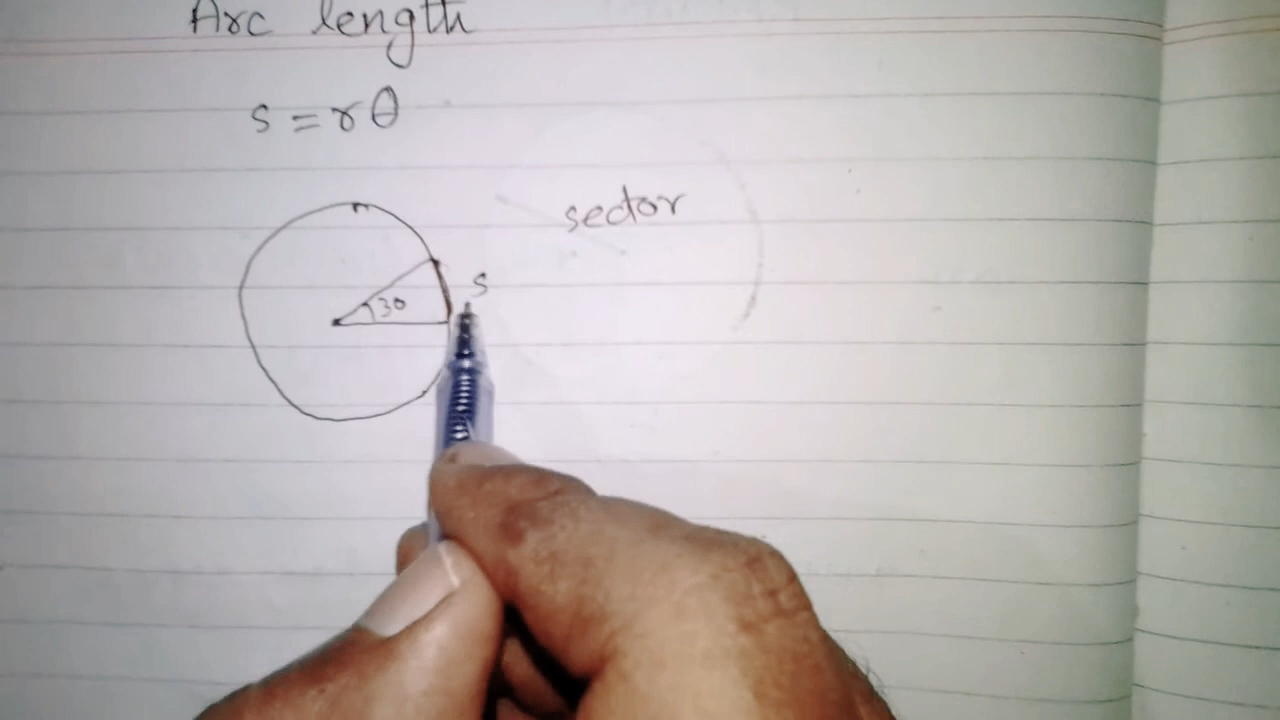 Arc length
s = rθ
sector
s
30